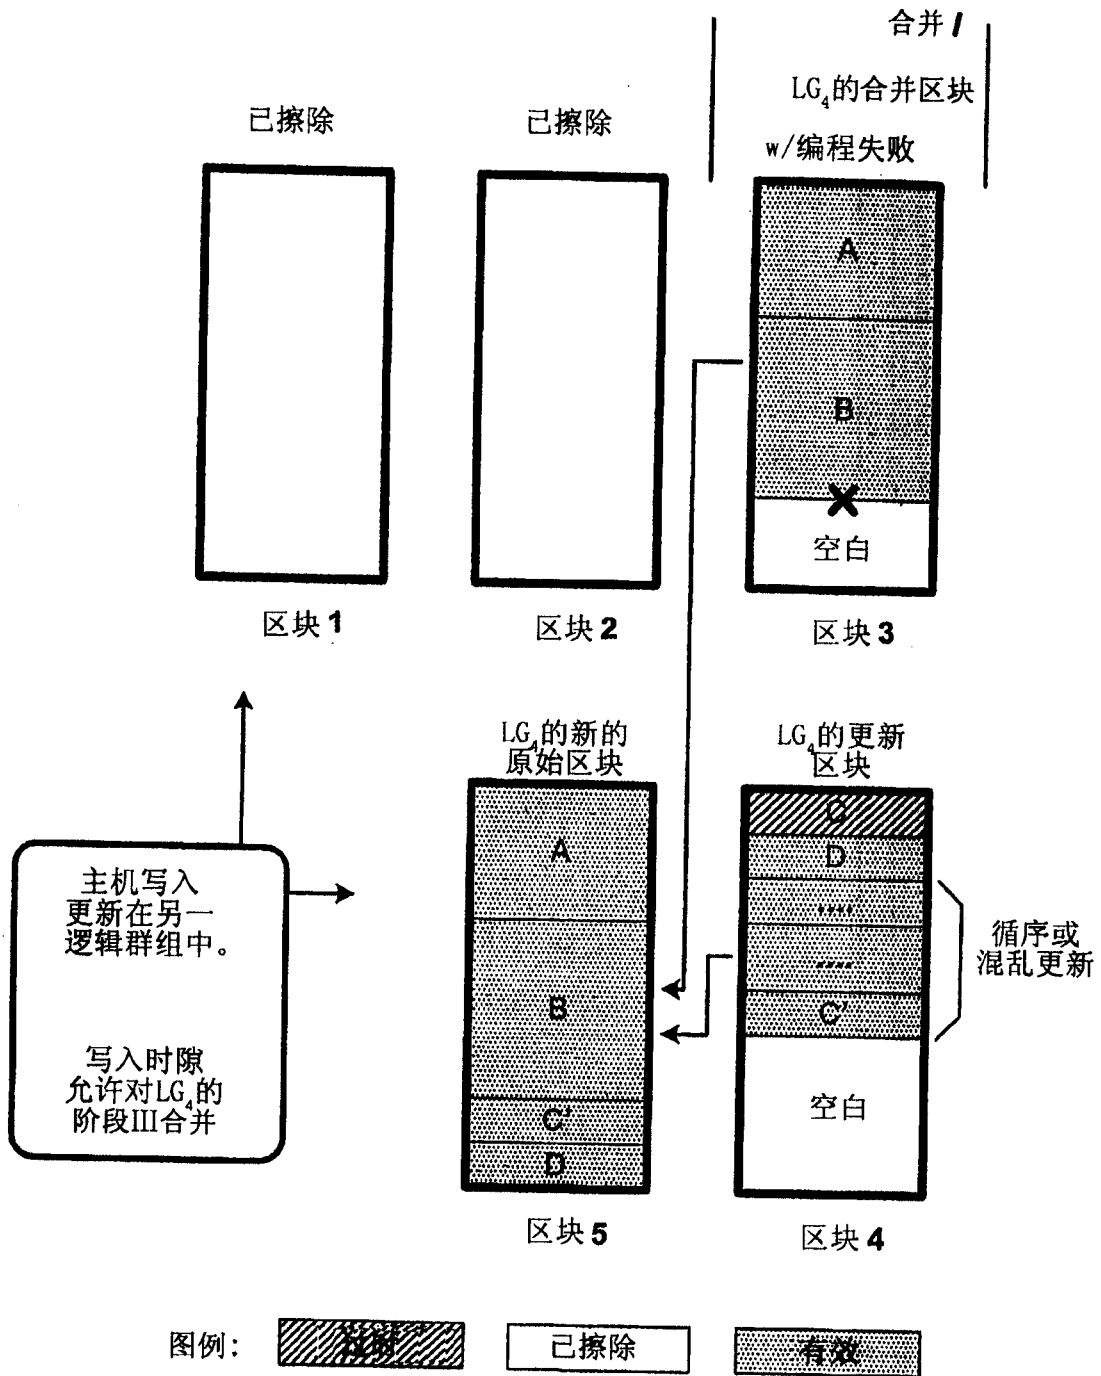 合并 I
LG₄的合并区块
w/编程失败
已擦除
已擦除
A
B
空白
区块 1
区块 2
区块 3
LG₄的新的
原始区块
LG₄的更新
区块
主机写入
更新在另一
逻辑群组中。
写入时隙
允许对LG₄的
阶段III合并
A
B
C'
D
C
D
....
....
C'
空白
循序或
混乱更新
区块 5
区块 4
图例:
过时
已擦除
有效